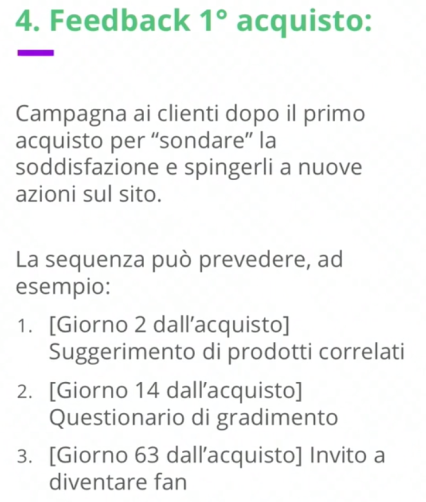 4. Feedback 1° acquisto:
Campagna ai clienti dopo il primo
acquisto per “sondare” la
soddisfazione e spingerli a nuove
azioni sul sito.
La sequenza può prevedere, ad
esempio:
1. [Giorno 2 dall’acquisto]
Suggerimento di prodotti correlati
2. [Giorno 14 dall’acquisto]
Questionario di gradimento
3. [Giorno 63 dall’acquisto] Invito a
diventare fan